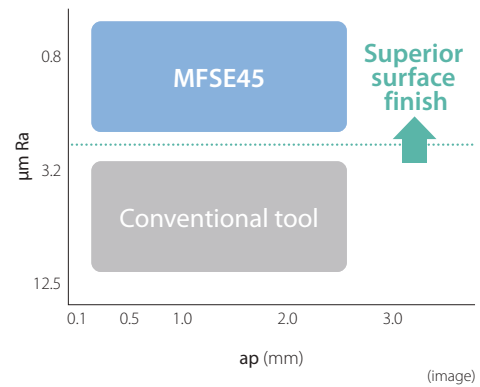 0.8
MFSE45
Superior
surface
finish
μm Ra
3.2
Conventional tool
12.5
0.1 0.5 1.0 2.0 3.0
ap (mm)
(image)